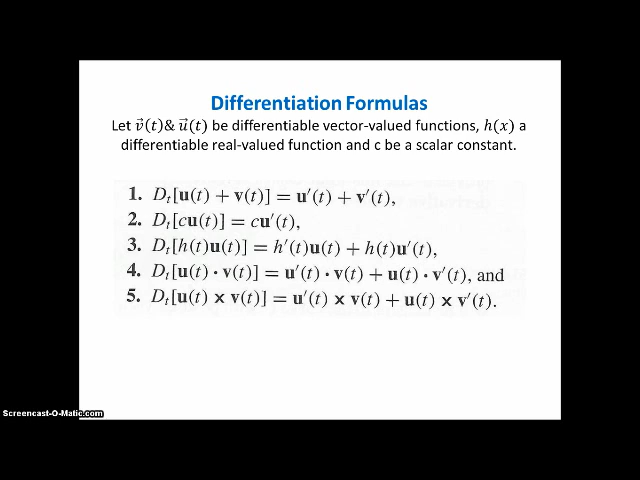 Differentiation Formulas
Let v⃗(t)& u⃗(t) be differentiable vector-valued functions, h(x) a
differentiable real-valued function and c be a scalar constant.
1. Dₜ[u(t) + v(t)] = u′(t) + v′(t),
2. Dₜ[cu(t)] = cu′(t),
3. Dₜ[h(t)u(t)] = h′(t)u(t) + h(t)u′(t),
4. Dₜ[u(t) · v(t)] = u′(t) · v(t) + u(t) · v′(t), and
5. Dₜ[u(t) × v(t)] = u′(t) × v(t) + u(t) × v′(t).
Screencast-O-Matic.com